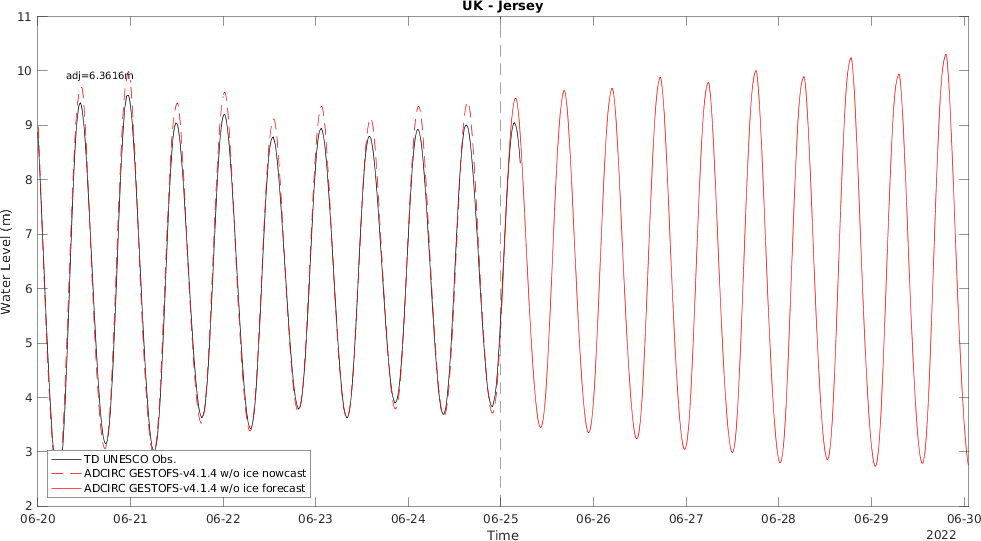 UK - Jersey
adj=6.3616m
Water Level (m)
11
10
9
8
7
6
5
4
3
2
TD UNESCO Obs.
ADCIRC GESTOFS-v4.1.4 w/o ice nowcast
ADCIRC GESTOFS-v4.1.4 w/o ice forecast
06-20 06-21 06-22 06-23 06-24 06-25 06-26 06-27 06-28 06-29 06-30
Time
2022